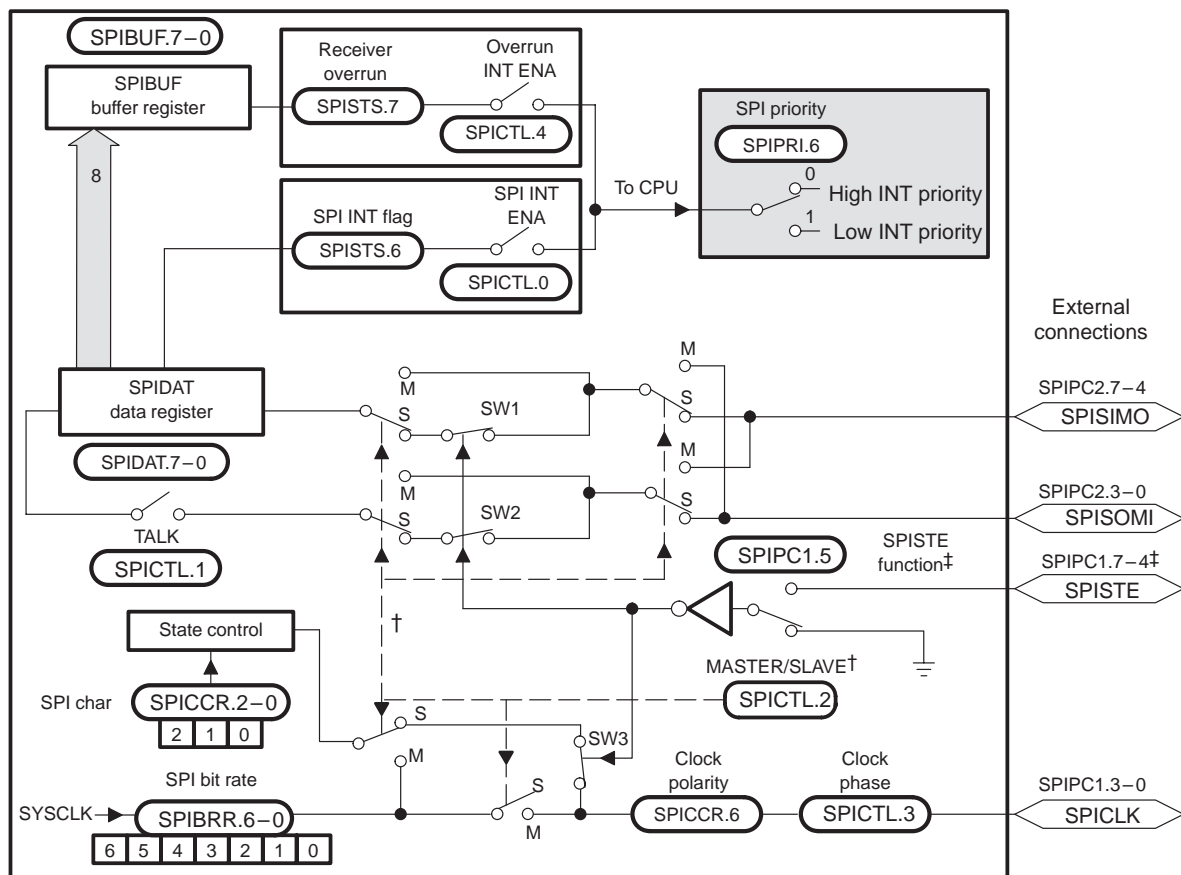 SPIBUF.7–0
SPIBUF
buffer register
8
Receiver
overrun
SPISTS.7
Overrun
INT ENA
SPICTL.4
SPI INT flag
SPISTS.6
SPI INT
ENA
SPICTL.0
To CPU
SPI priority
SPIPRI.6
0
High INT priority
1
Low INT priority
External
connections
SPIDAT
data register
SPIDAT.7–0
TALK
SPICTL.1
M
S
SW1
M
S
SW2
M
S
M
S
SPIPC2.7–4
SPISIMO
SPIPC2.3–0
SPISOMI
SPIPC1.5
SPISTE
function‡
SPIPC1.7–4‡
SPISTE
†
State control
SPI char
SPICCR.2–0
2 1 0
MASTER/SLAVE†
SPICTL.2
S
M
SW3
SPI bit rate
SYSCLK
SPIBRR.6–0
6 5 4 3 2 1 0
S
M
Clock
polarity
SPICCR.6
Clock
phase
SPICTL.3
SPIPC1.3–0
SPICLK